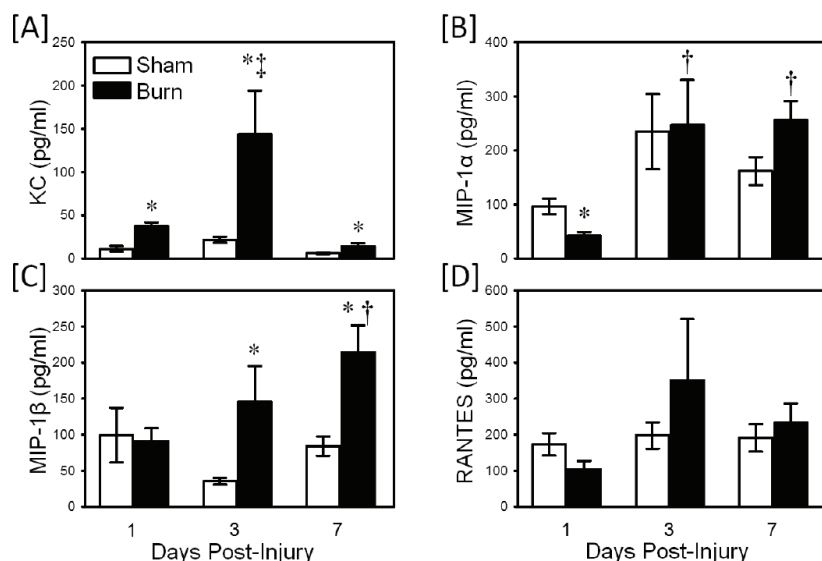 [A]
250
200
150
100
50
0
KC (pg/ml)
Sham
Burn
*
*‡
*
[B]
400
300
200
100
0
MIP-1α (pg/ml)
*
†
†
[C]
300
250
200
150
100
50
0
MIP-1β (pg/ml)
*
* †
1 3 7
Days Post-Injury
[D]
600
500
400
300
200
100
0
RANTES (pg/ml)
1 3 7
Days Post-Injury